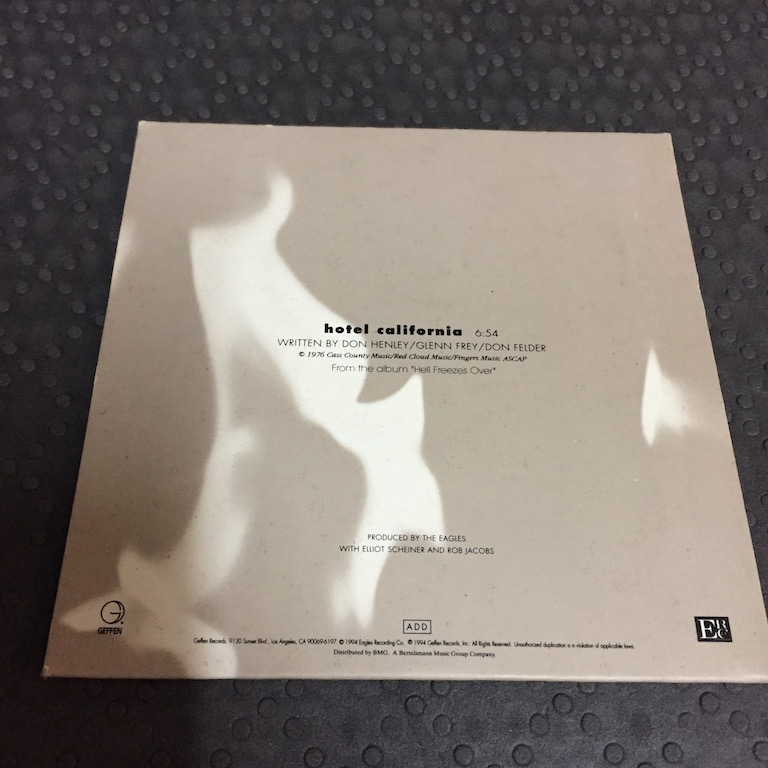 hotel california 6:54
WRITTEN BY DON HENLEY/GLENN FREY/DON FELDER
© 1976 Cass County Music/Red Cloud Music/Fingers Music ASCAP
From the album "Hell Freezes Over"
PRODUCED BY THE EAGLES
WITH ELLIOT SCHEINER AND ROB JACOBS
GEFFEN
ADD
ERC
Geffen Records, 9130 Sunset Blvd., Los Angeles, CA 90069-6197 © 1994 Eagles Recording Co. ℗ 1994 Geffen Records, Inc. All Rights Reserved. Unauthorized duplication is a violation of applicable laws.
Distributed by BMG. A Bertelsmann Music Group Company.